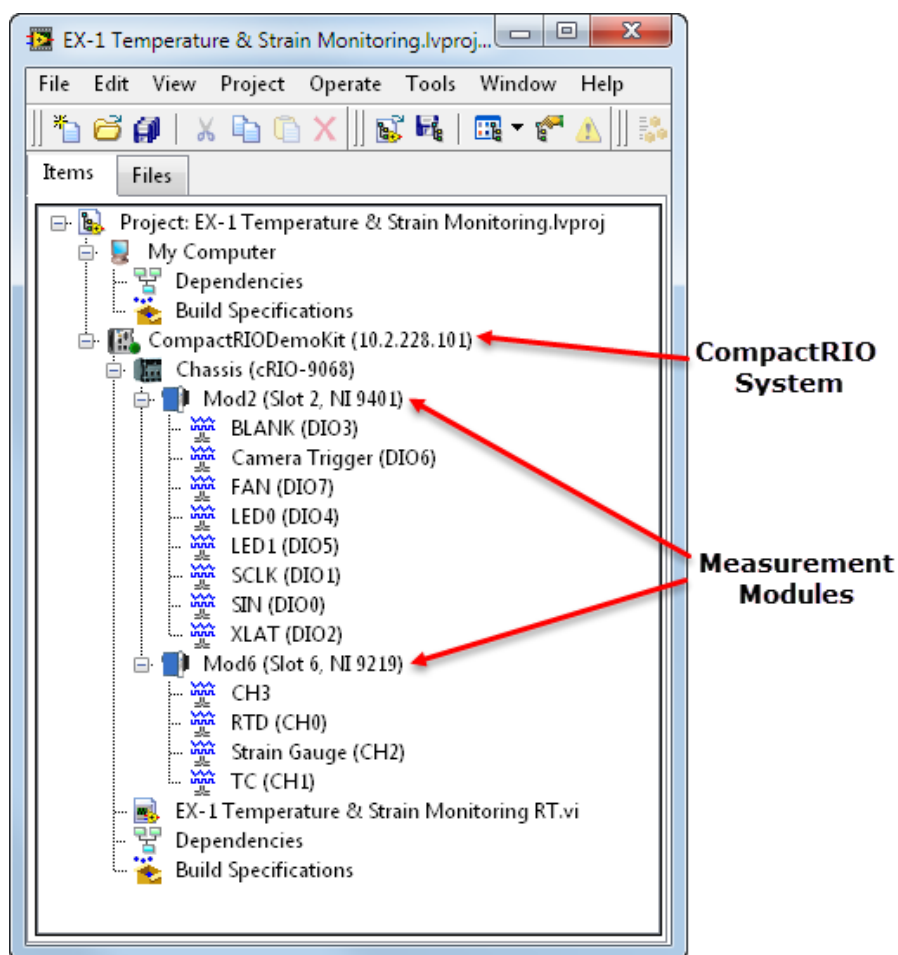 EX-1 Temperature & Strain Monitoring.lvproj...
File Edit View Project Operate Tools Window Help
Items Files
Project: EX-1 Temperature & Strain Monitoring.lvproj
My Computer
Dependencies
Build Specifications
CompactRIODemoKit (10.2.228.101)
Chassis (cRIO-9068)
Mod2 (Slot 2, NI 9401)
BLANK (DIO3)
Camera Trigger (DIO6)
FAN (DIO7)
LED0 (DIO4)
LED1 (DIO5)
SCLK (DIO1)
SIN (DIO0)
XLAT (DIO2)
Mod6 (Slot 6, NI 9219)
CH3
RTD (CH0)
Strain Gauge (CH2)
TC (CH1)
EX-1 Temperature & Strain Monitoring RT.vi
Dependencies
Build Specifications
CompactRIO
System
Measurement
Modules